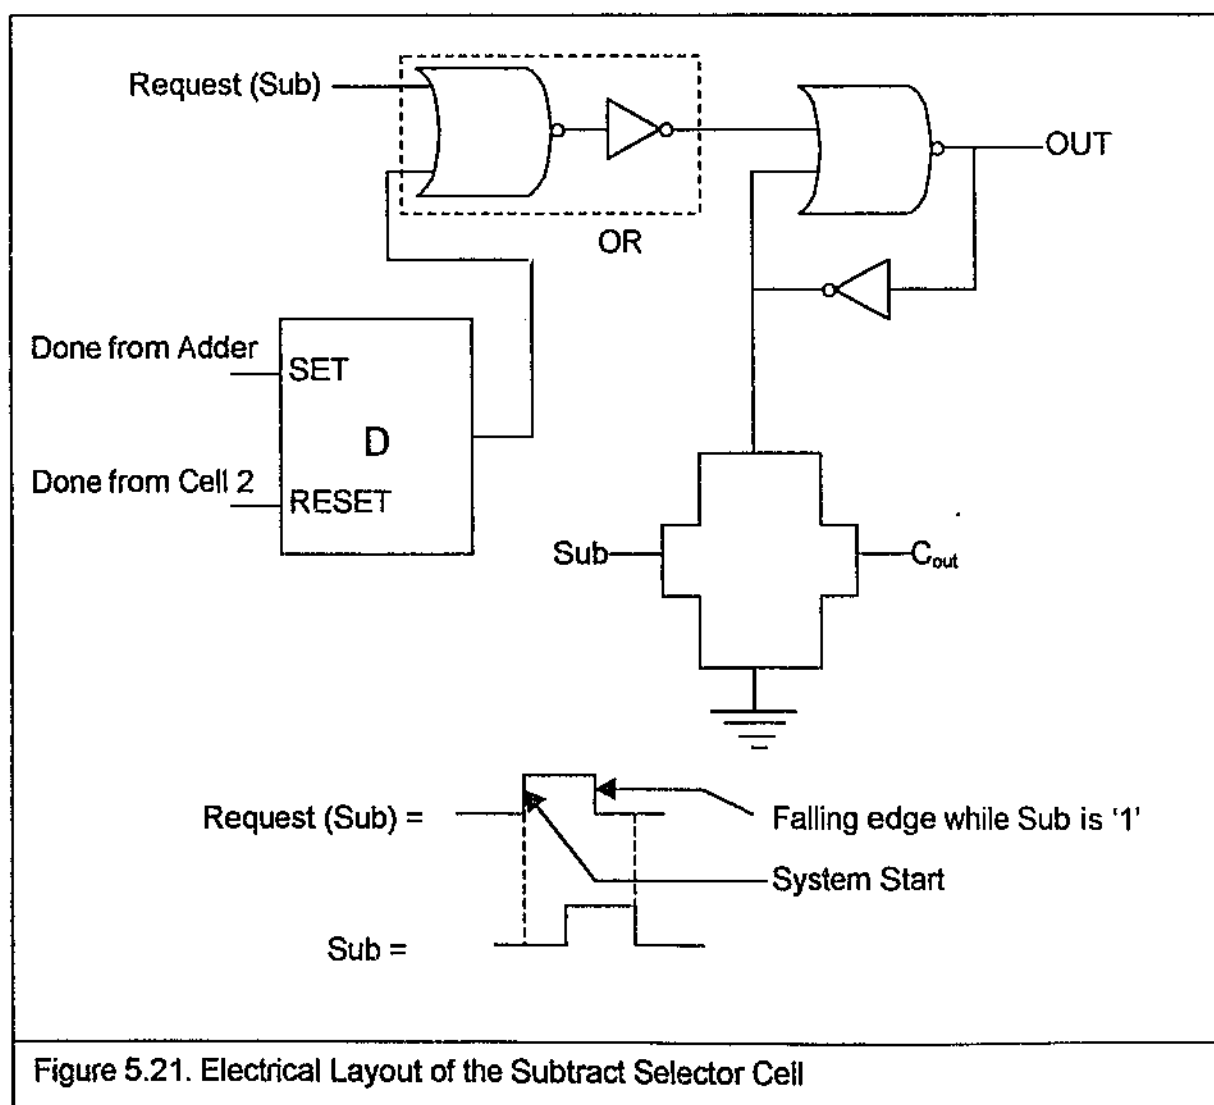 Request (Sub)
OUT
OR
Done from Adder
SET
D
Done from Cell 2
RESET
Sub
Cout
Request (Sub) =
Falling edge while Sub is '1'
System Start
Sub =
Figure 5.21. Electrical Layout of the Subtract Selector Cell